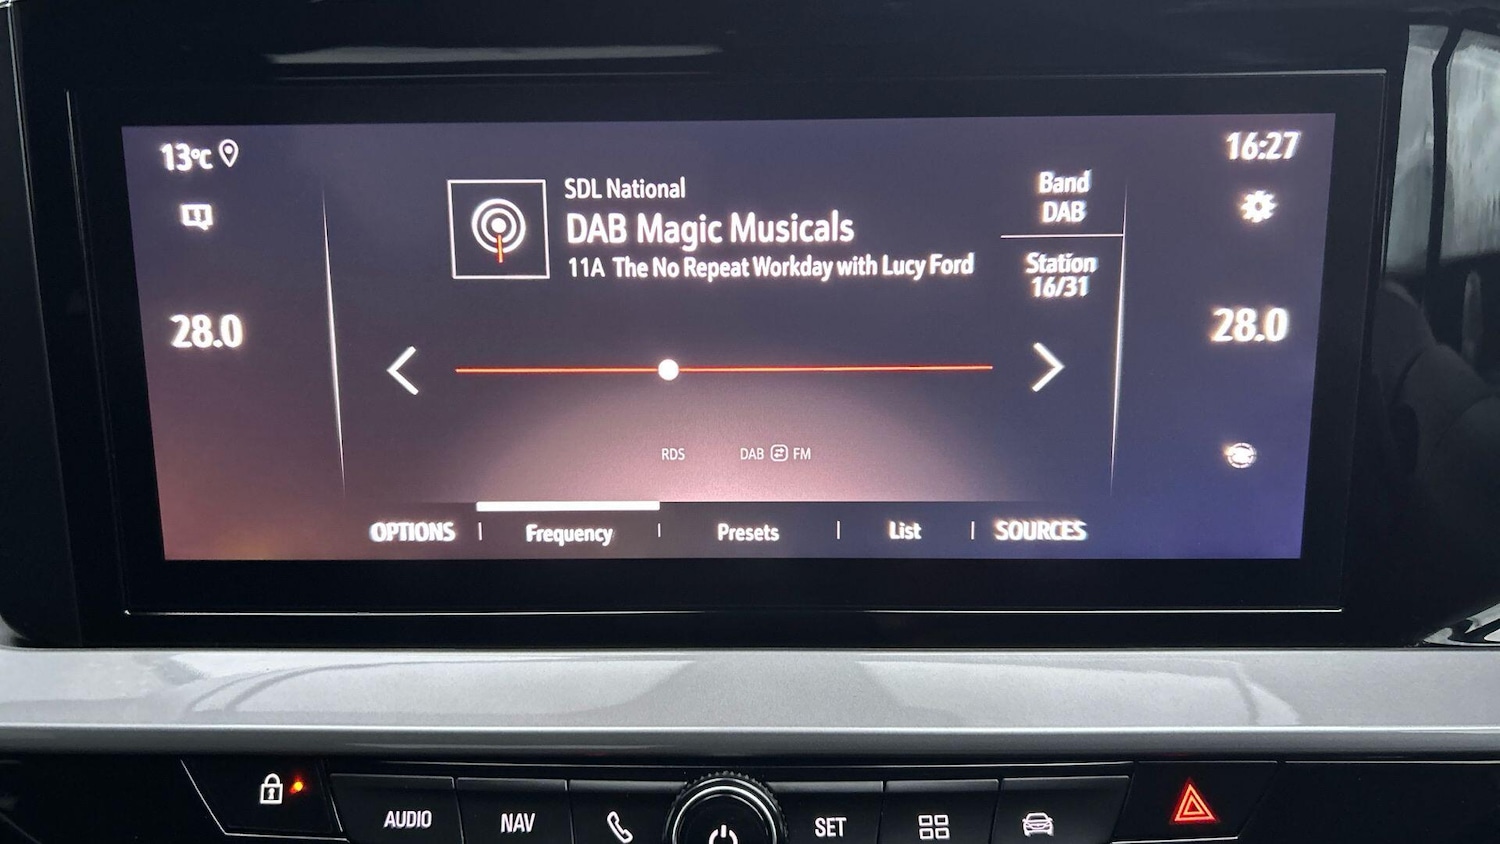 13°C
16:27
SDL National
DAB Magic Musicals
11A The No Repeat Workday with Lucy Ford
Band
DAB
Station
16/31
28.0
28.0
RDS
DAB FM
OPTIONS
Frequency
Presets
List
SOURCES
AUDIO
NAV
SET